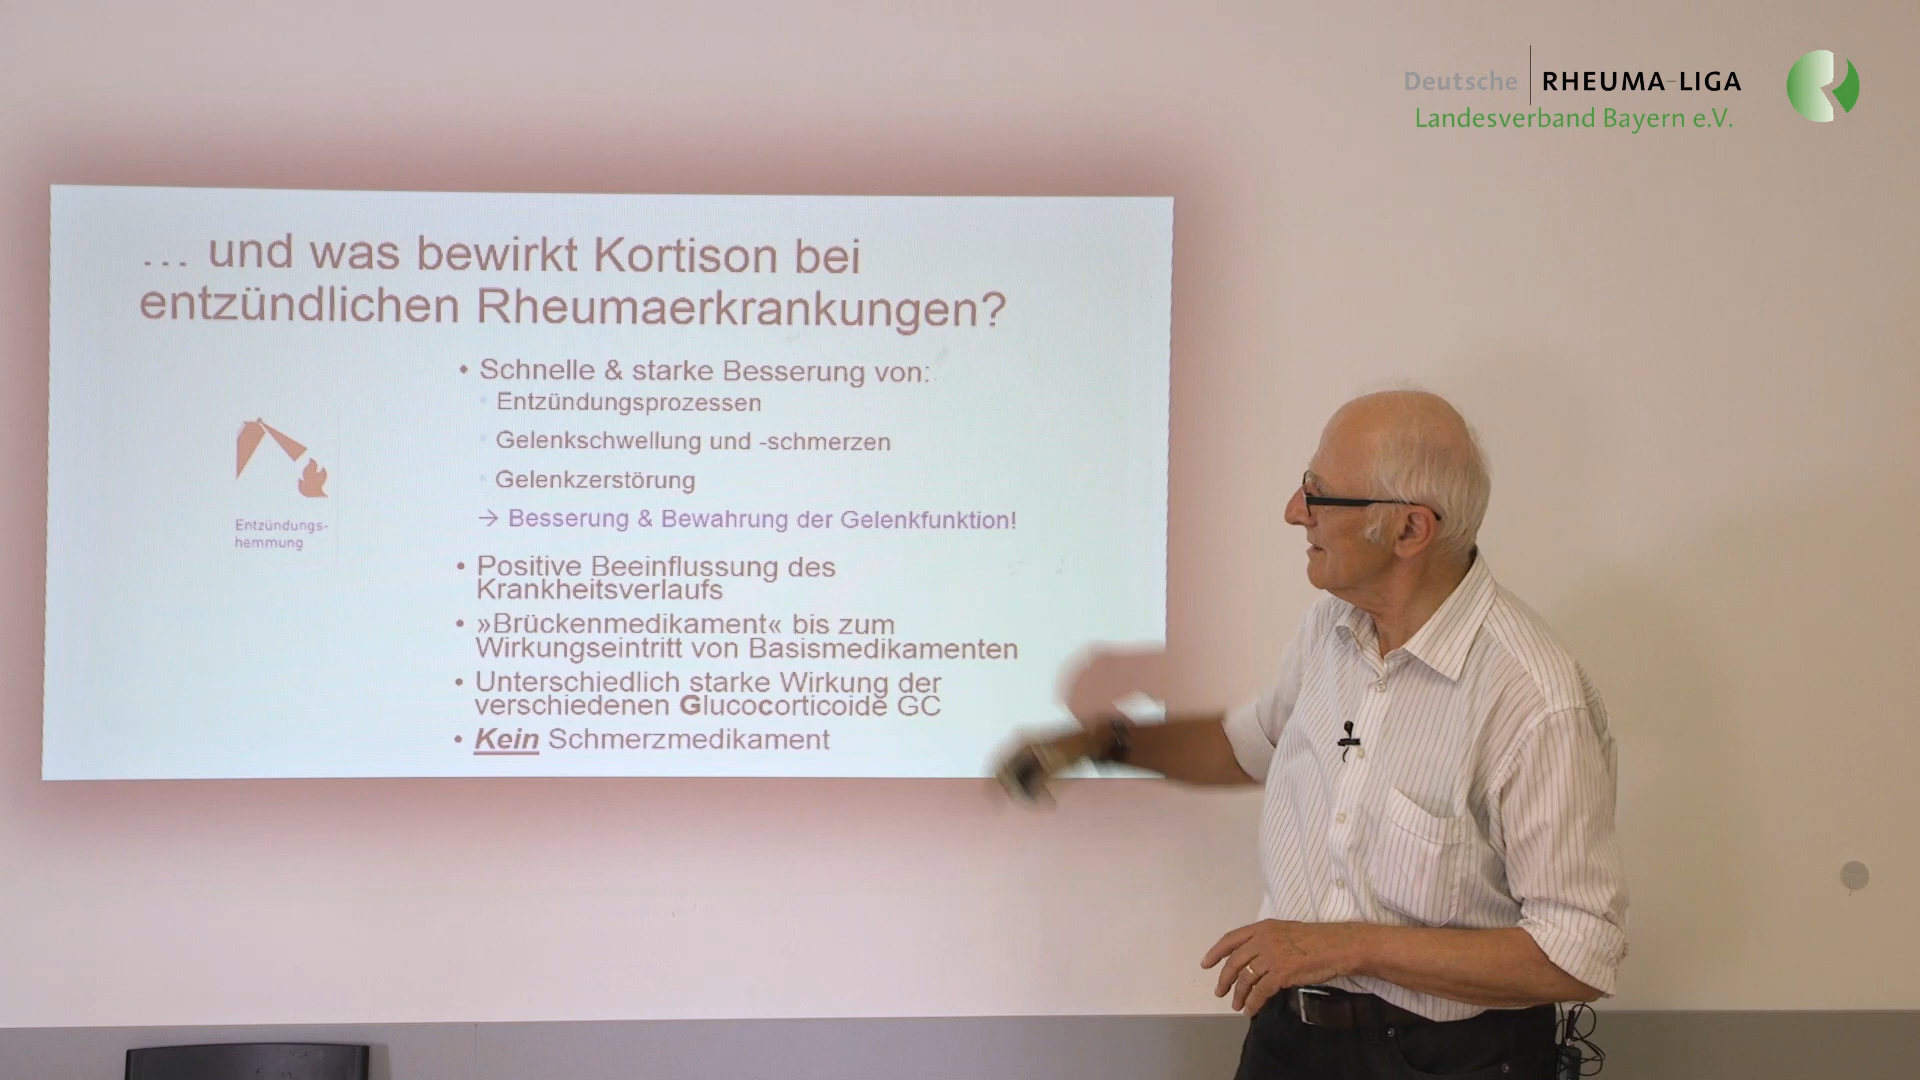 Deutsche RHEUMA-LIGA
Landesverband Bayern e.V.
... und was bewirkt Kortison bei
entzündlichen Rheumaerkrankungen?
• Schnelle & starke Besserung von:
Entzündungsprozessen
Gelenkschwellung und -schmerzen
Gelenkzerstörung
→ Besserung & Bewahrung der Gelenkfunktion!
Entzündungs-
hemmung
• Positive Beeinflussung des
Krankheitsverlaufs
• »Brückenmedikament« bis zum
Wirkungseintritt von Basismedikamenten
• Unterschiedlich starke Wirkung der
verschiedenen Glucocorticoide GC
• Kein Schmerzmedikament